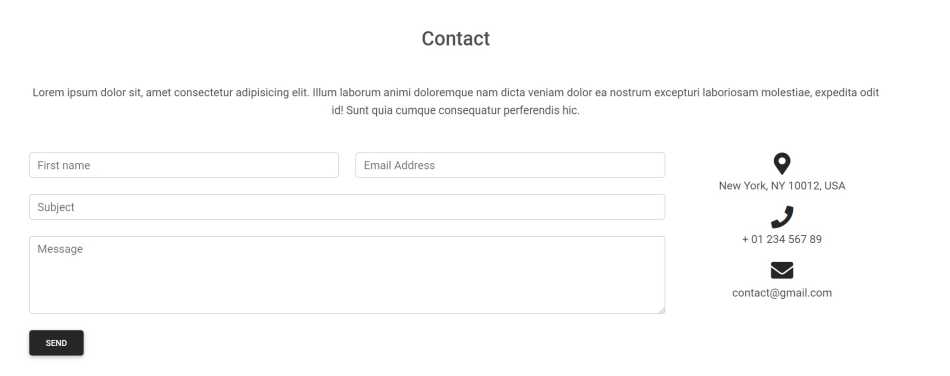 Contact
Lorem ipsum dolor sit, amet consectetur adipisicing elit. Illum laborum animi doloremque nam dicta veniam dolor ea nostrum excepturi laboriosam molestiae, expedita odit
id! Sunt quia cumque consequatur perferendis hic.
First name
Email Address
Subject
Message
SEND
New York, NY 10012, USA
+ 01 234 567 89
contact@gmail.com